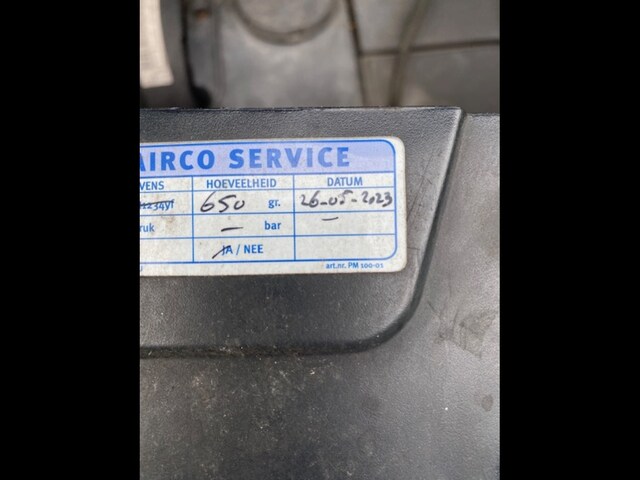 AIRCO SERVICE
VENS HOEVEELHEID DATUM
1234yf 650 gr. 26-05-2023
ruk — bar —
JA / NEE
art.nr. PM 100-01